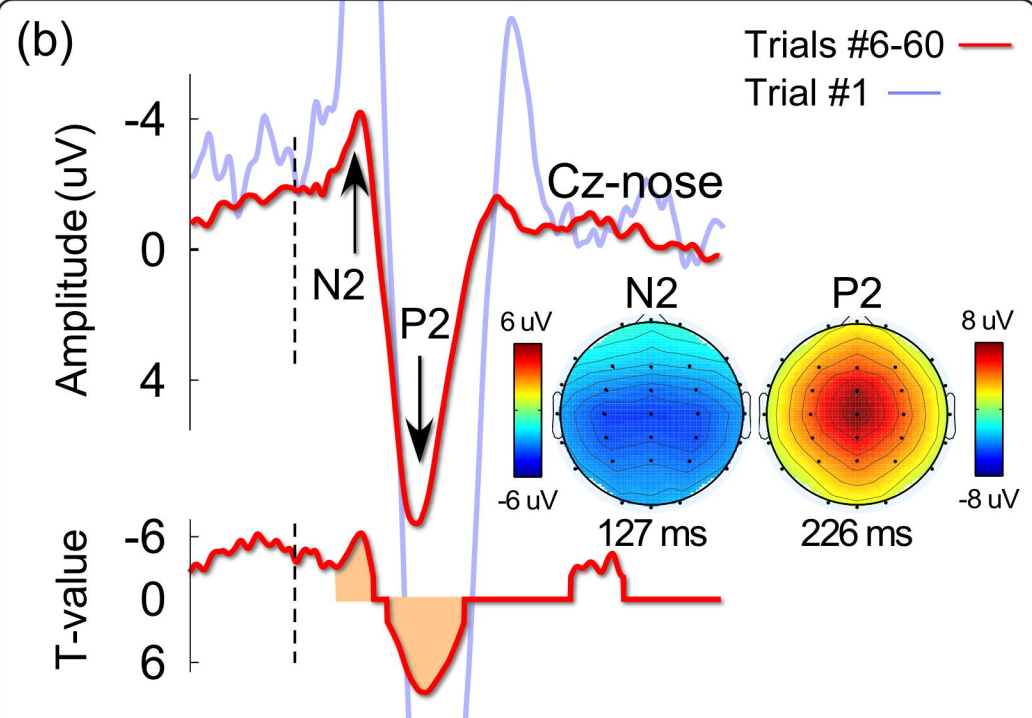 (b)
Trials #6-60
Trial #1
Amplitude (uV)
-4
0
4
N2
P2
Cz-nose
N2
P2
6 uV
-6 uV
8 uV
-8 uV
127 ms
226 ms
T-value
-6
0
6